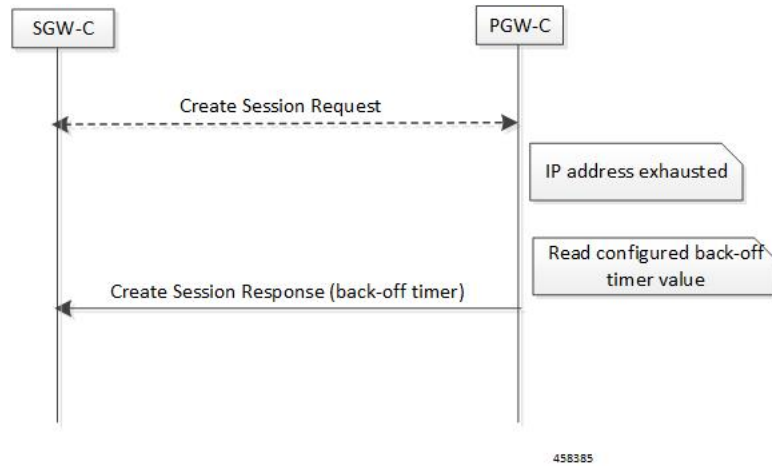 SGW-C
PGW-C
Create Session Request
IP address exhausted
Read configured back-off
timer value
Create Session Response (back-off timer)
458385